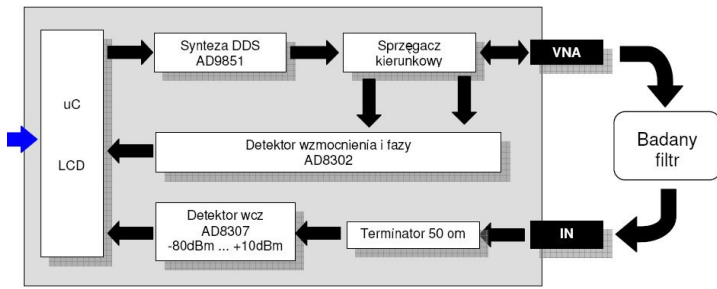 uC
LCD
Synteza DDS
AD9851
Sprzęgacz
kierunkowy
VNA
Detektor wzmocnienia i fazy
AD8302
Badany
filtr
Detektor wcz
AD8307
-80dBm ... +10dBm
Terminator 50 om
IN